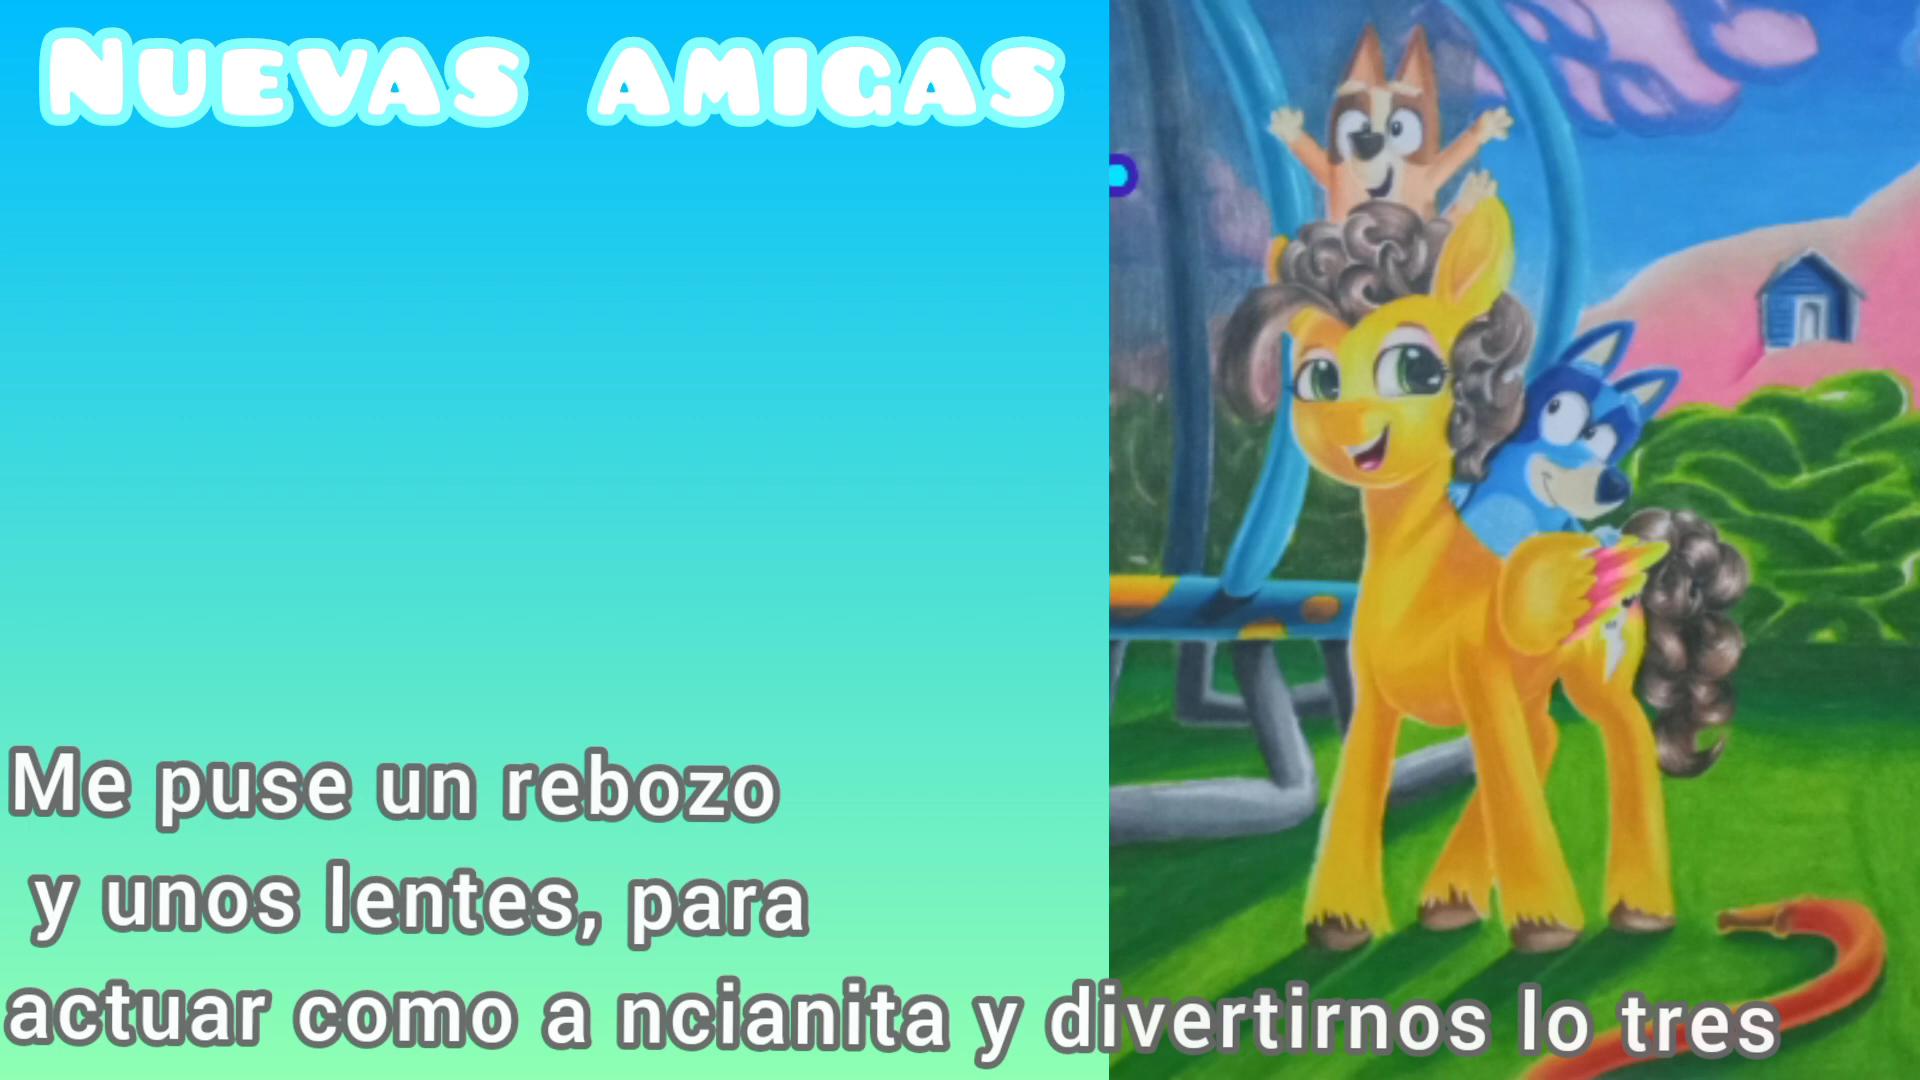 Nuevas amigas
Me puse un rebozo
y unos lentes, para
actuar como a ncianita y divertirnos lo tres